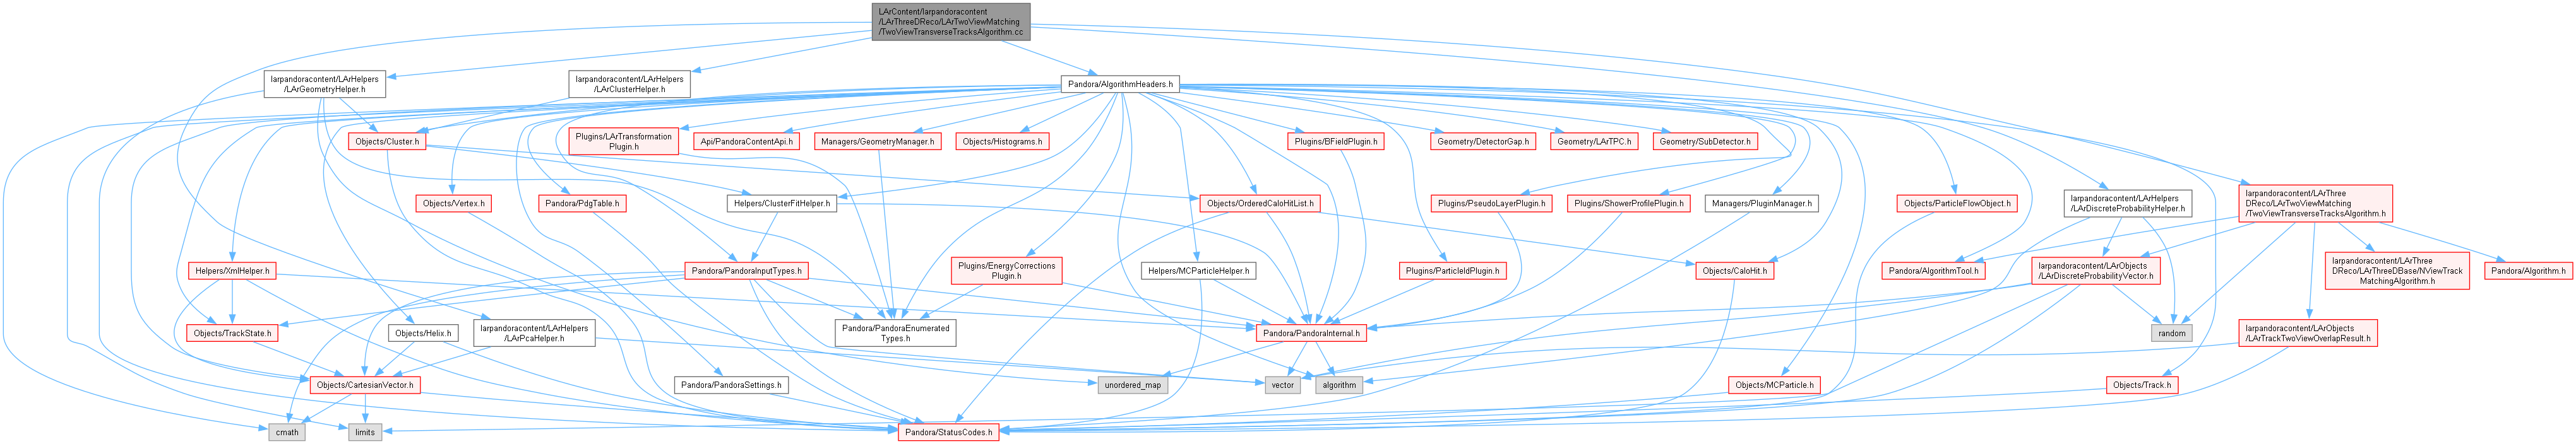 LArContent/larpandoracontent
/LArThreeDReco/LArTwoViewMatching
/TwoViewTransverseTracksAlgorithm.cc
larpandoracontent/LArHelpers
/LArGeometryHelper.h
larpandoracontent/LArHelpers
/LArClusterHelper.h
Pandora/AlgorithmHeaders.h
Objects/Cluster.h
Plugins/LArTransformation
Plugin.h
Api/PandoraContentApi.h
Managers/GeometryManager.h
Objects/Histograms.h
Plugins/BFieldPlugin.h
Geometry/DetectorGap.h
Geometry/LArTPC.h
Geometry/SubDetector.h
Objects/Vertex.h
Pandora/PdgTable.h
Helpers/ClusterFitHelper.h
Objects/OrderedCaloHitList.h
Plugins/PseudoLayerPlugin.h
Plugins/ShowerProfilePlugin.h
Managers/PluginManager.h
Objects/ParticleFlowObject.h
larpandoracontent/LArHelpers
/LArDiscreteProbabilityHelper.h
larpandoracontent/LArThree
DReco/LArTwoViewMatching
/TwoViewTransverseTracksAlgorithm.h
Helpers/XmlHelper.h
Pandora/PandoraInputTypes.h
Plugins/EnergyCorrections
Plugin.h
Helpers/MCParticleHelper.h
Plugins/ParticleIdPlugin.h
Objects/CaloHit.h
Pandora/AlgorithmTool.h
larpandoracontent/LArObjects
/LArDiscreteProbabilityVector.h
larpandoracontent/LArThree
DReco/LArThreeDBase/NViewTrack
MatchingAlgorithm.h
Pandora/Algorithm.h
Objects/TrackState.h
Objects/Helix.h
larpandoracontent/LArHelpers
/LArPcaHelper.h
Pandora/PandoraEnumerated
Types.h
Pandora/PandoraInternal.h
random
larpandoracontent/LArObjects
/LArTrackTwoViewOverlapResult.h
Objects/CartesianVector.h
Pandora/PandoraSettings.h
unordered_map
vector
algorithm
Objects/MCParticle.h
Objects/Track.h
cmath
limits
Pandora/StatusCodes.h